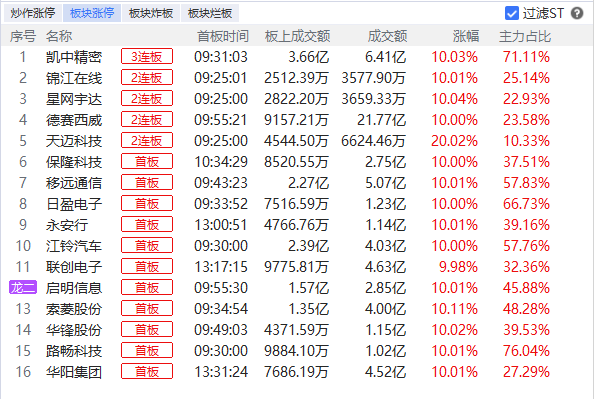 炒作涨停 板块涨停 板块炸板 板块烂板 过滤ST ?
序号 名称 首板时间 板上成交额 成交额 涨幅 主力占比
1 凯中精密 3连板 09:31:03 3.66亿 6.41亿 10.03% 71.11%
2 锦江在线 2连板 09:25:01 2512.39万 3577.90万 10.01% 25.14%
3 星网宇达 2连板 09:25:00 2822.20万 3659.33万 10.04% 22.93%
4 德赛西威 2连板 09:55:21 9157.21万 21.77亿 10.00% 23.58%
5 天迈科技 2连板 09:25:00 4544.50万 6624.46万 20.02% 10.33%
6 保隆科技 首板 10:34:29 8520.55万 2.75亿 10.00% 37.51%
7 移远通信 首板 09:43:23 2.27亿 5.07亿 10.01% 57.83%
8 日盈电子 首板 09:33:52 7516.59万 1.23亿 10.00% 66.73%
9 永安行 首板 13:00:51 4766.76万 1.14亿 10.01% 39.16%
10 江铃汽车 首板 09:30:00 2.39亿 4.03亿 10.00% 57.76%
11 联创电子 首板 13:17:15 9775.81万 4.63亿 9.98% 32.36%
龙二 启明信息 首板 09:55:30 1.57亿 2.85亿 10.01% 45.88%
13 索菱股份 首板 09:34:54 1.35亿 4.00亿 10.11% 48.28%
14 华锋股份 首板 09:49:03 4371.59万 1.15亿 10.02% 39.53%
15 路畅科技 首板 09:30:00 9884.10万 1.02亿 10.01% 76.04%
16 华阳集团 首板 13:31:24 7686.19万 4.52亿 10.01% 27.29%